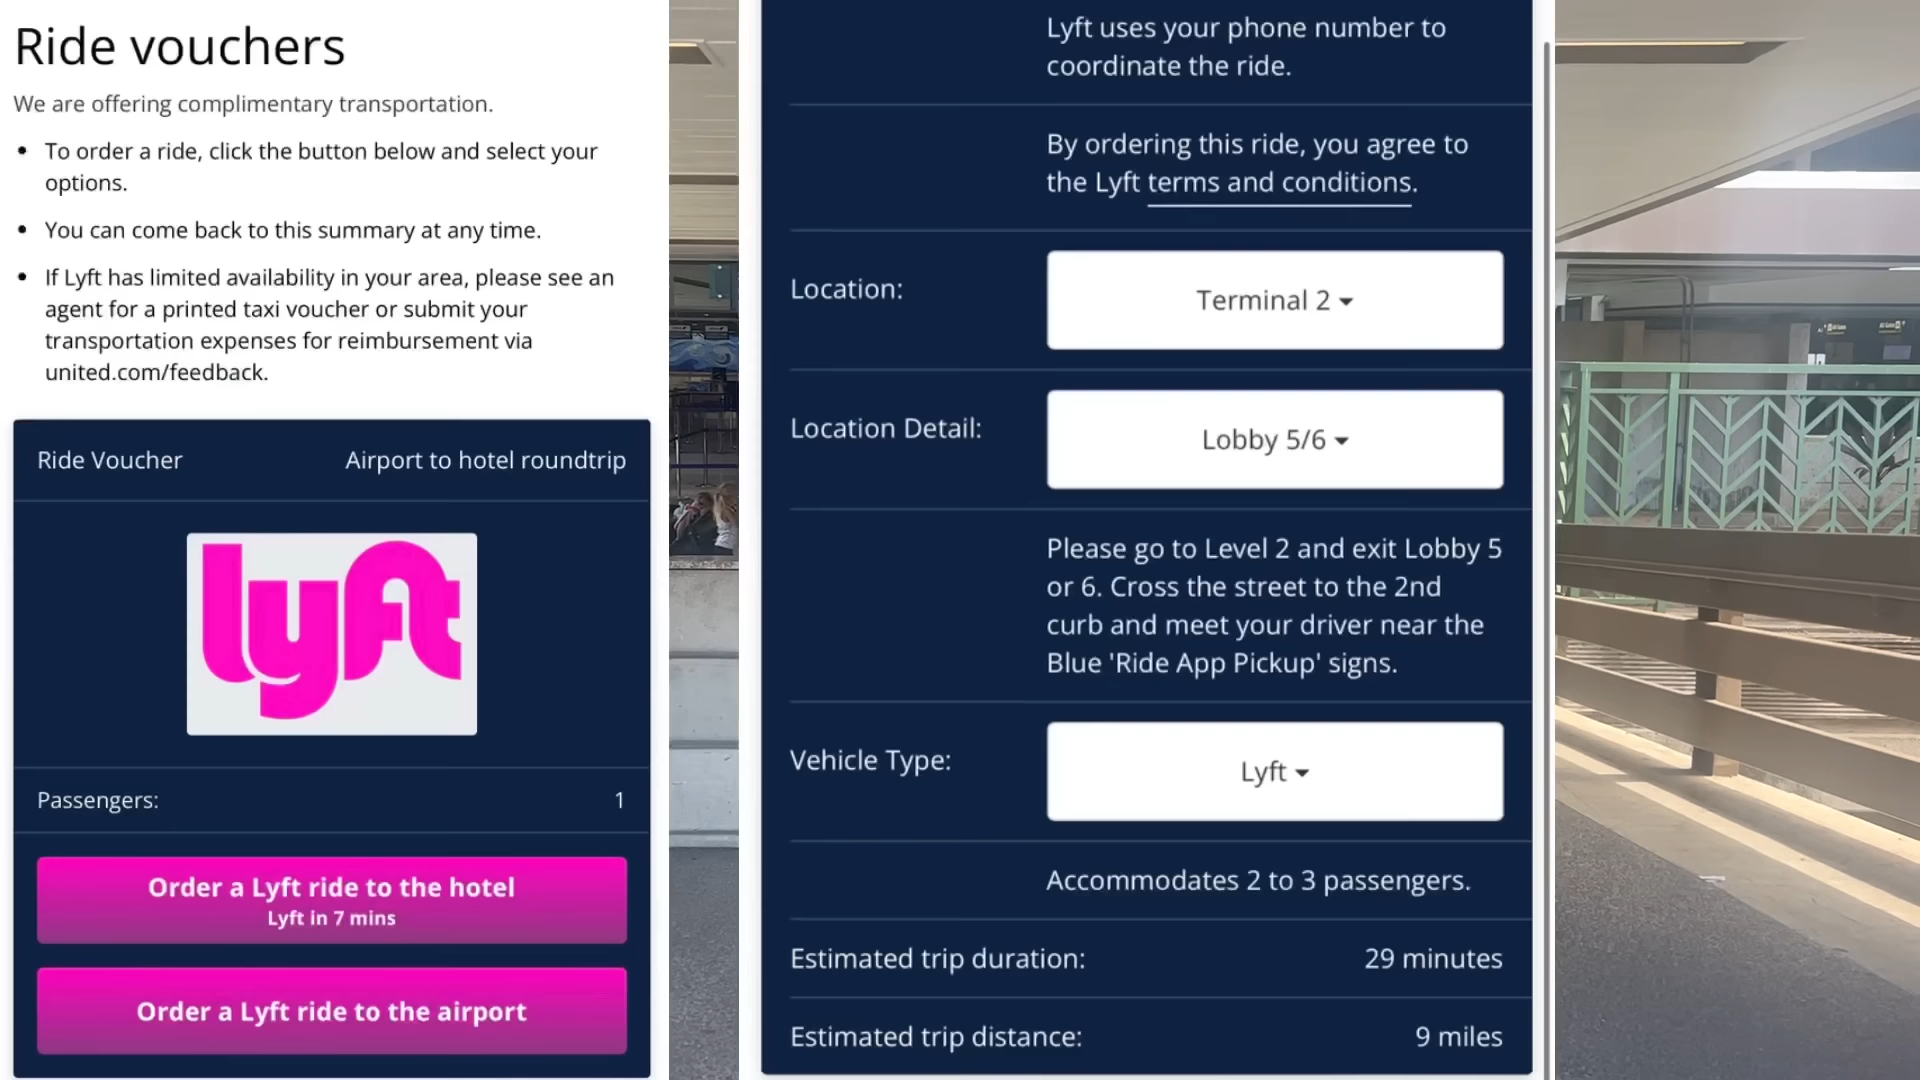 Ride vouchers
We are offering complimentary transportation.
• To order a ride, click the button below and select your
options.
• You can come back to this summary at any time.
• If Lyft has limited availability in your area, please see an
agent for a printed taxi voucher or submit your
transportation expenses for reimbursement via
united.com/feedback.
Ride Voucher Airport to hotel roundtrip
lyft
Passengers: 1
Order a Lyft ride to the hotel
Lyft in 7 mins
Order a Lyft ride to the airport
Lyft uses your phone number to
coordinate the ride.
By ordering this ride, you agree to
the Lyft terms and conditions.
Location: Terminal 2
Location Detail: Lobby 5/6
Please go to Level 2 and exit Lobby 5
or 6. Cross the street to the 2nd
curb and meet your driver near the
Blue 'Ride App Pickup' signs.
Vehicle Type: Lyft
Accommodates 2 to 3 passengers.
Estimated trip duration: 29 minutes
Estimated trip distance: 9 miles